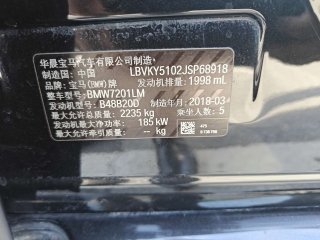 华晨宝马汽车有限公司制造
制造国: 中国 LBVKY5102JSP68918
品牌: 宝马(BMW)牌 发动机排量: 1998 mL
整车型号: BMW7201LM
发动机型号: B48B20D 制造年月: 2018-03
最大允许总质量: 2235 kg 乘坐人数: 5
发动机最大净功率: 185 kW
最大允许牵引质量: -- kg